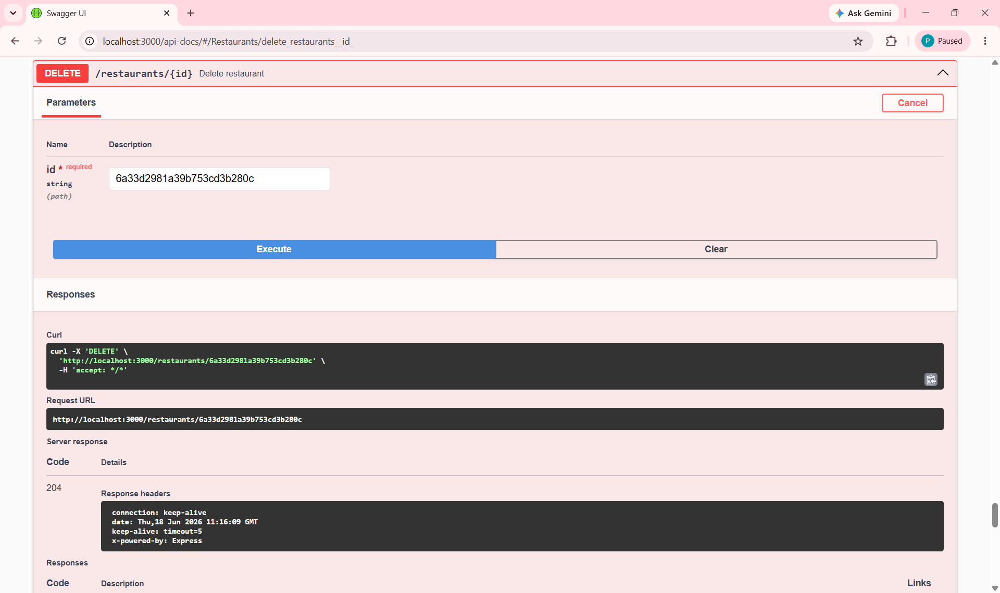 Swagger UI
Ask Gemini
localhost:3000/api-docs/#/Restaurants/delete_restaurants__id_
P Paused
DELETE /restaurants/{id} Delete restaurant
Parameters
Cancel
Name Description
id * required
string
(path)
6a33d2981a39b753cd3b280c
Execute
Clear
Responses
Curl
curl -X 'DELETE' \
'http://localhost:3000/restaurants/6a33d2981a39b753cd3b280c' \
-H 'accept: */*'
Request URL
http://localhost:3000/restaurants/6a33d2981a39b753cd3b280c
Server response
Code Details
204
Response headers
connection: keep-alive
date: Thu,18 Jun 2026 11:16:09 GMT
keep-alive: timeout=5
x-powered-by: Express
Responses
Code Description Links